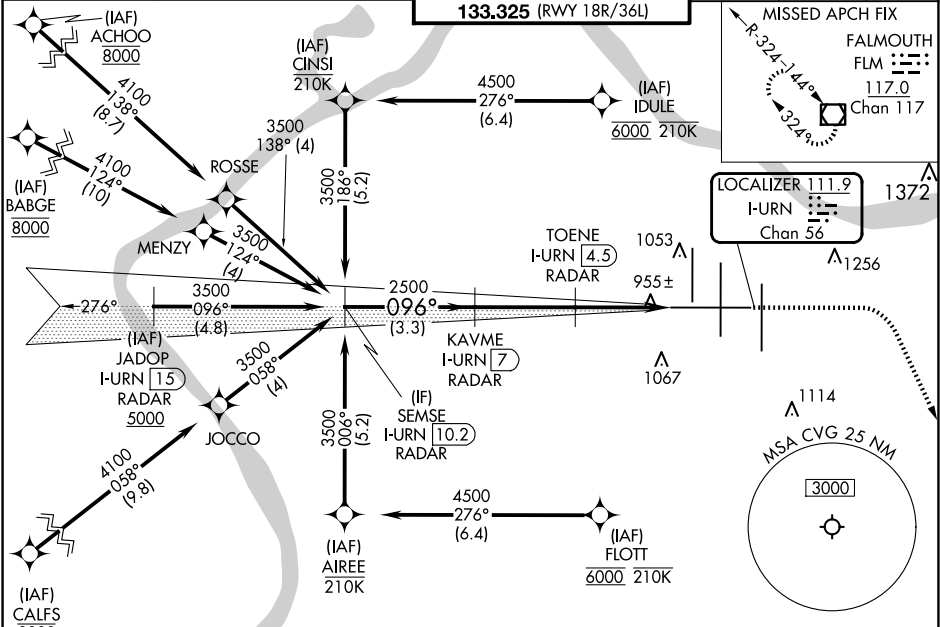 133.325 (RWY 18R/36L)
(IAF)
ACHOO
8000
4100
138°
(8.7)
(IAF)
CINSI
210K
4500
276°
(6.4)
(IAF)
IDULE
6000 210K
MISSED APCH FIX
FALMOUTH
FLM
117.0
Chan 117
R-324
144°
324°
3500
138° (4)
(IAF)
BABGE
8000
4100
124°
(10)
ROSSE
MENZY
3500
124°
(4)
3500
186°
(5.2)
LOCALIZER 111.9
I-URN
Chan 56
1372
1256
1053
955±
TOENE
I-URN 4.5
RADAR
276°
3500
096°
(4.8)
2500
096°
(3.3)
(IAF)
JADOP
I-URN 15
RADAR
5000
KAVME
I-URN 7
RADAR
1067
3500
058°
(4)
JOCCO
(IF)
SEMSE
I-URN 10.2
RADAR
3500
006°
(5.2)
1114
MSA CVG 25 NM
3000
4100
058°
(9.8)
4500
276°
(6.4)
(IAF)
AIREE
210K
(IAF)
FLOTT
6000 210K
(IAF)
CALFS